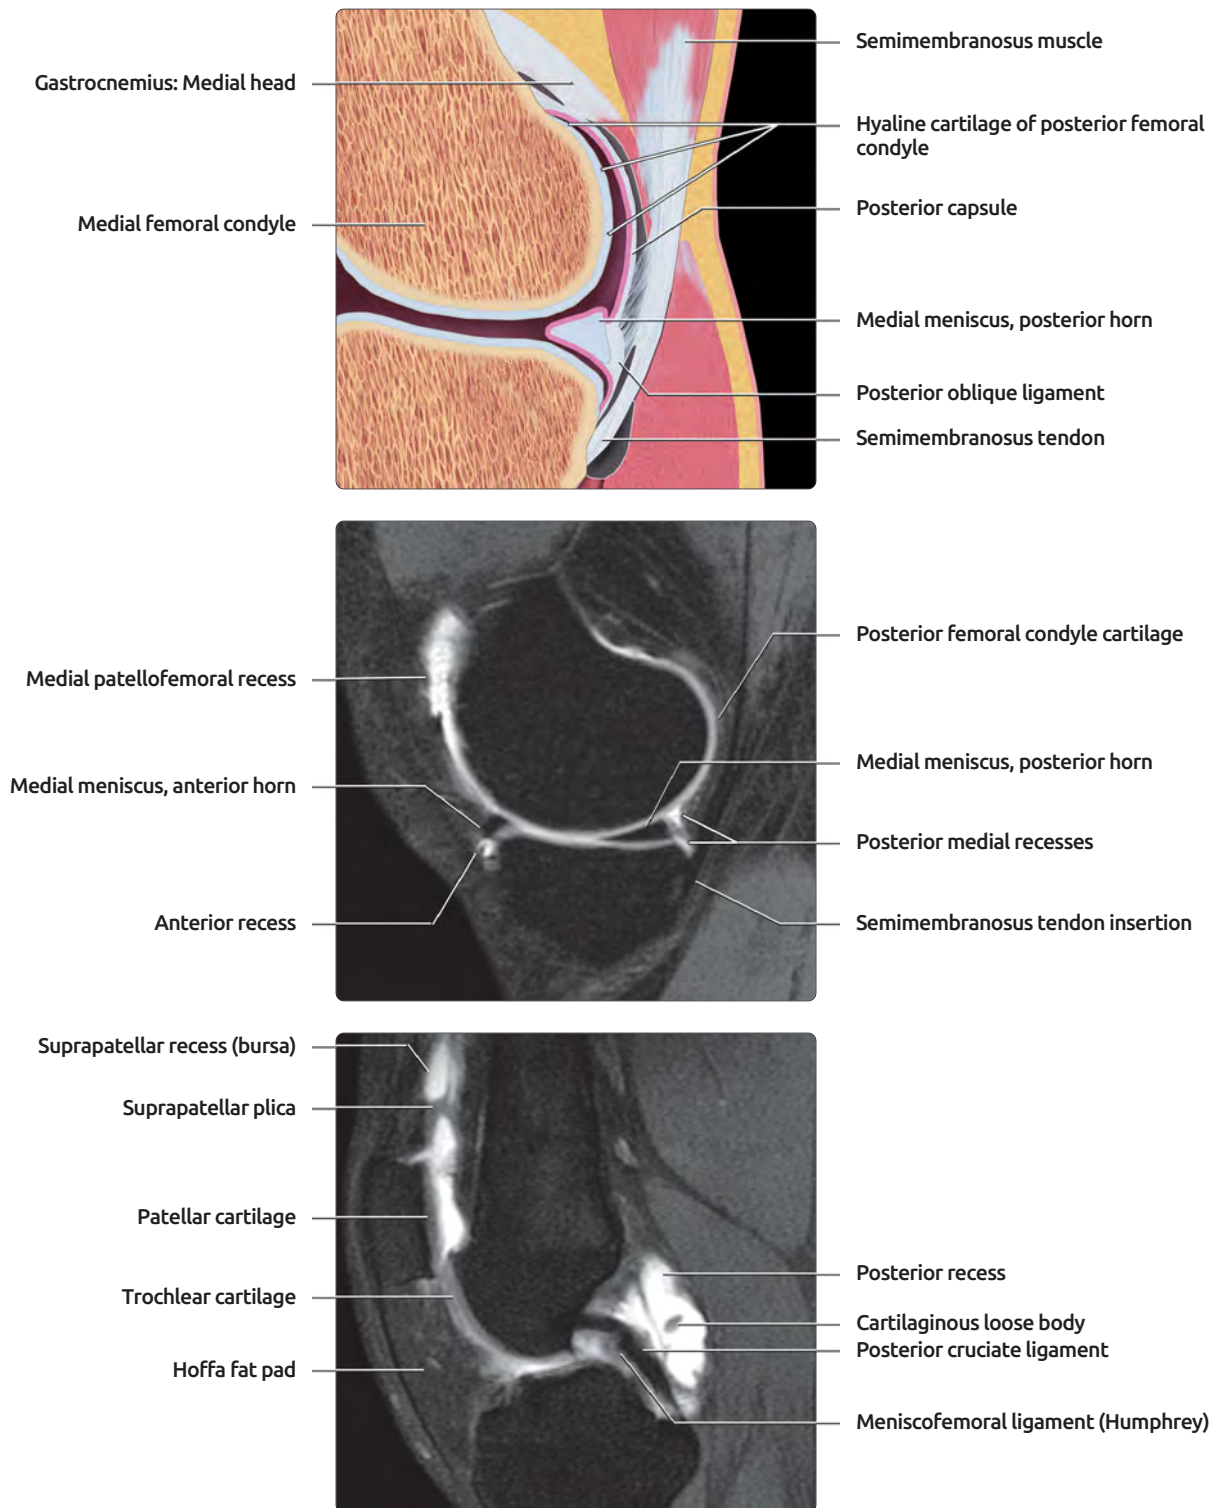 Semimembranosus muscle
Gastrocnemius: Medial head
Hyaline cartilage of posterior femoral
condyle
Medial femoral condyle
Posterior capsule
Medial meniscus, posterior horn
Posterior oblique ligament
Semimembranosus tendon
Posterior femoral condyle cartilage
Medial patellofemoral recess
Medial meniscus, posterior horn
Medial meniscus, anterior horn
Posterior medial recesses
Anterior recess
Semimembranosus tendon insertion
Suprapatellar recess (bursa)
Suprapatellar plica
Patellar cartilage
Posterior recess
Trochlear cartilage
Cartilaginous loose body
Posterior cruciate ligament
Hoffa fat pad
Meniscofemoral ligament (Humphrey)